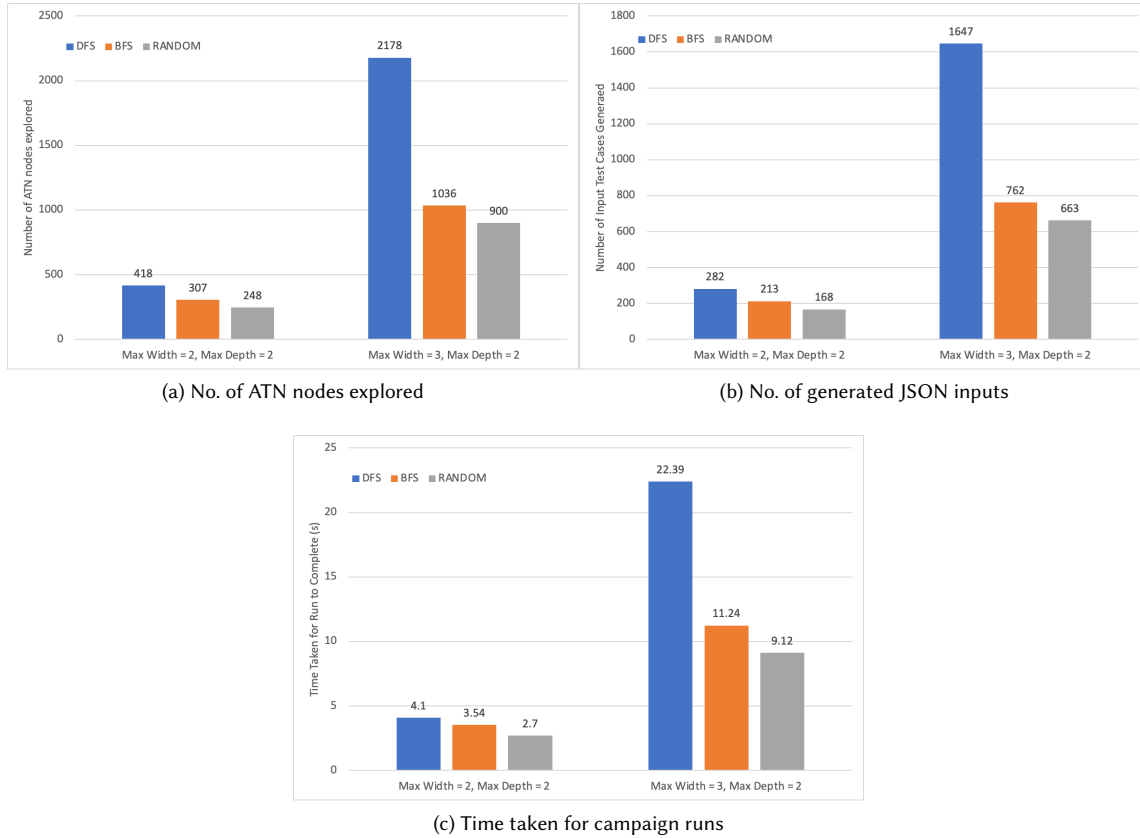 2500
DFS BFS RANDOM
2178
2000
1500
1036
1000
900
500
418
307
248
0
Number of ATN nodes explored
Max Width = 2, Max Depth = 2
Max Width = 3, Max Depth = 2
(a) No. of ATN nodes explored
1800
1647
DFS BFS RANDOM
1600
1400
1200
1000
800
762
663
600
400
282
213
200
168
0
Number of Input Test Cases Generaed
Max Width = 2, Max Depth = 2
Max Width = 3, Max Depth = 2
(b) No. of generated JSON inputs
25
DFS BFS RANDOM
22.39
20
15
11.24
10
9.12
5
4.1
3.54
2.7
0
Time Taken for Run to Complete (s)
Max Width = 2, Max Depth = 2
Max Width = 3, Max Depth = 2
(c) Time taken for campaign runs